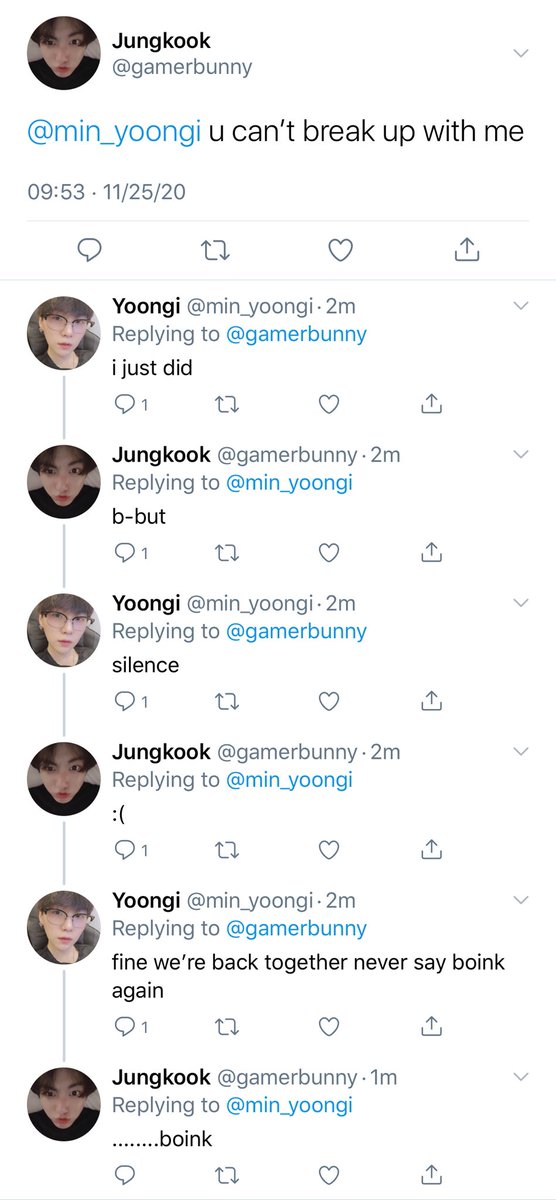 Jungkook
@gamerbunny
@min_yoongi u can’t break up with me
09:53 · 11/25/20
Yoongi @min_yoongi · 2m
Replying to @gamerbunny
i just did
1
Jungkook @gamerbunny · 2m
Replying to @min_yoongi
b-but
1
Yoongi @min_yoongi · 2m
Replying to @gamerbunny
silence
1
Jungkook @gamerbunny · 2m
Replying to @min_yoongi
:(
1
Yoongi @min_yoongi · 2m
Replying to @gamerbunny
fine we’re back together never say boink
again
1
Jungkook @gamerbunny · 1m
Replying to @min_yoongi
........boink